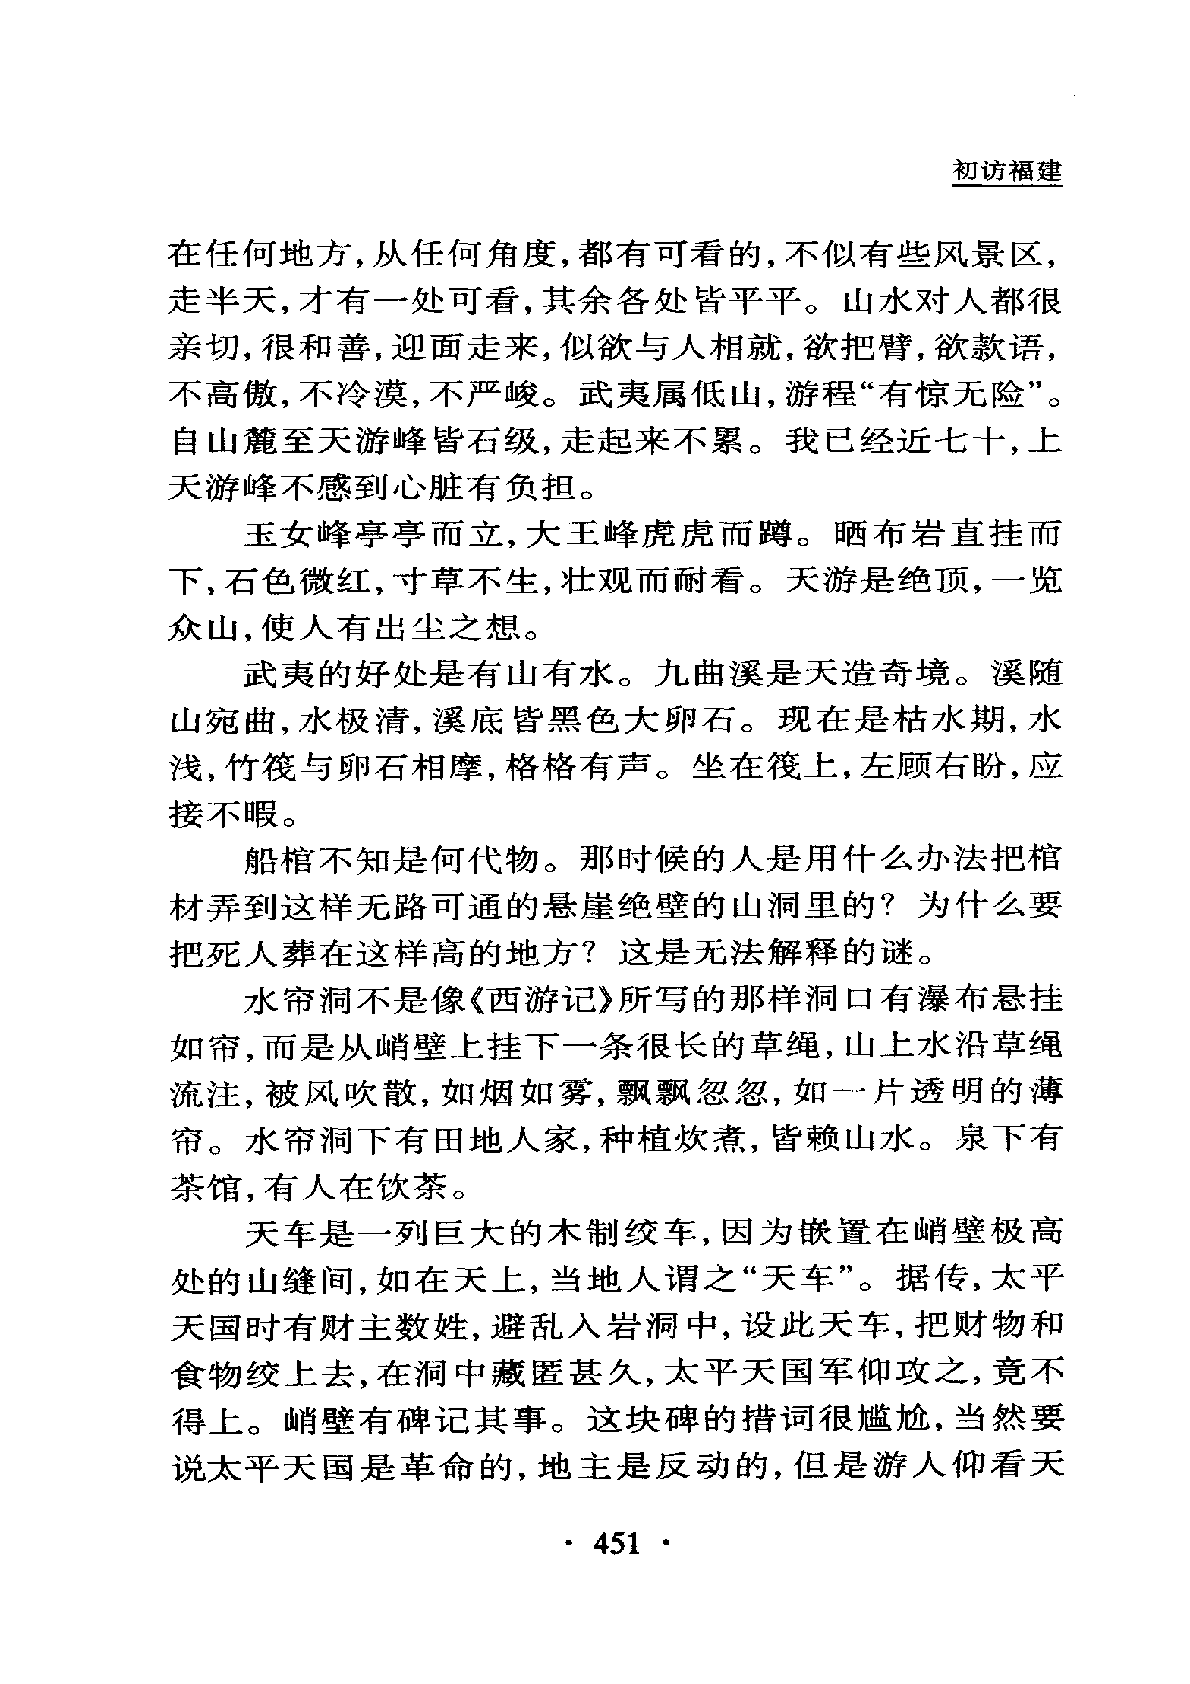 初访福建
在任何地方,从任何角度,都有可看的,不似有些风景区,
走半天,才有一处可看,其余各处皆平平。山水对人都很
亲切,很和善,迎面走来,似欲与人相就,欲把臂,欲款语,
不高傲,不冷漠,不严峻。武夷属低山,游程“有惊无险”。
自山麓至天游峰皆石级,走起来不累。我已经近七十,上
天游峰不感到心脏有负担。
玉女峰亭亭而立,大王峰虎虎而蹲。晒布岩直挂而
下,石色微红,寸草不生,壮观而耐看。天游是绝顶,一览
众山,使人有出尘之想。
武夷的好处是有山有水。九曲溪是天造奇境。溪随
山宛曲,水极清,溪底皆黑色大卵石。现在是枯水期,水
浅,竹筏与卵石相摩,格格有声。坐在筏上,左顾右盼,应
接不暇。
船棺不知是何代物。那时候的人是用什么办法把棺
材弄到这样无路可通的悬崖绝壁的山洞里的?为什么要
把死人葬在这样高的地方?这是无法解释的谜。
水帘洞不是像《西游记》所写的那样洞口有瀑布悬挂
如帘,而是从峭壁上挂下一条很长的草绳,山上水沿草绳
流注,被风吹散,如烟如雾,飘飘忽忽,如一片透明的薄
帘。水帘洞下有田地人家,种植炊煮,皆赖山水。泉下有
茶馆,有人在饮茶。
天车是一列巨大的木制绞车,因为嵌置在峭壁极高
处的山缝间,如在天上,当地人谓之“天车”。据传,太平
天国时有财主数姓,避乱入岩洞中,设此天车,把财物和
食物绞上去,在洞中藏匿甚久,太平天国军仰攻之,竟不
得上。峭壁有碑记其事。这块碑的措词很尴尬,当然要
说太平天国是革命的,地主是反动的,但是游人仰看天
· 451 ·